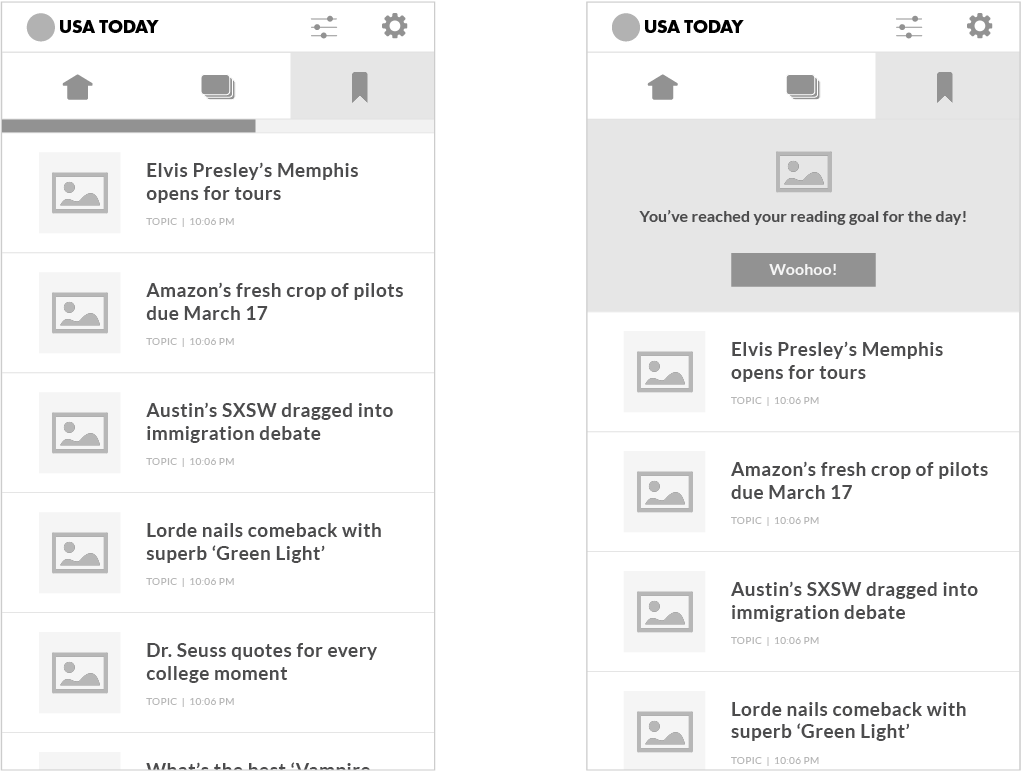 USA TODAY
Elvis Presley’s Memphis
opens for tours
TOPIC | 10:06 PM
Amazon’s fresh crop of pilots
due March 17
TOPIC | 10:06 PM
Austin’s SXSW dragged into
immigration debate
TOPIC | 10:06 PM
Lorde nails comeback with
superb ‘Green Light’
TOPIC | 10:06 PM
Dr. Seuss quotes for every
college moment
TOPIC | 10:06 PM
What’s the best ‘Vampire
USA TODAY
You’ve reached your reading goal for the day!
Woohoo!
Elvis Presley’s Memphis
opens for tours
TOPIC | 10:06 PM
Amazon’s fresh crop of pilots
due March 17
TOPIC | 10:06 PM
Austin’s SXSW dragged into
immigration debate
TOPIC | 10:06 PM
Lorde nails comeback with
superb ‘Green Light’
TOPIC | 10:06 PM